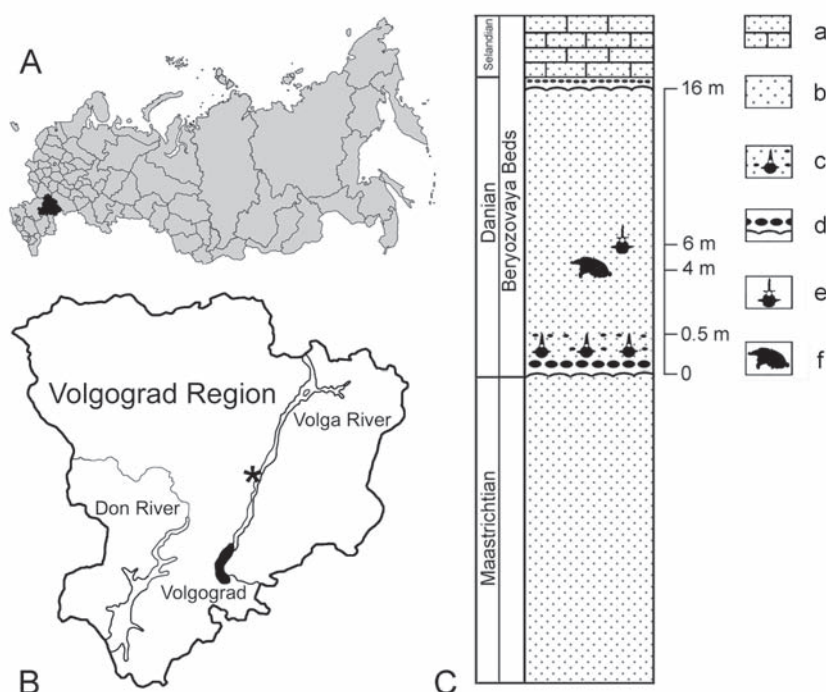 A
Volgograd Region
Volga River
*
Don River
Volgograd
B
C
Selandian
Danian
Maastrichtian
Beryozovaya Beds
16 m
6 m
4 m
0.5 m
0
a
b
c
d
e
f